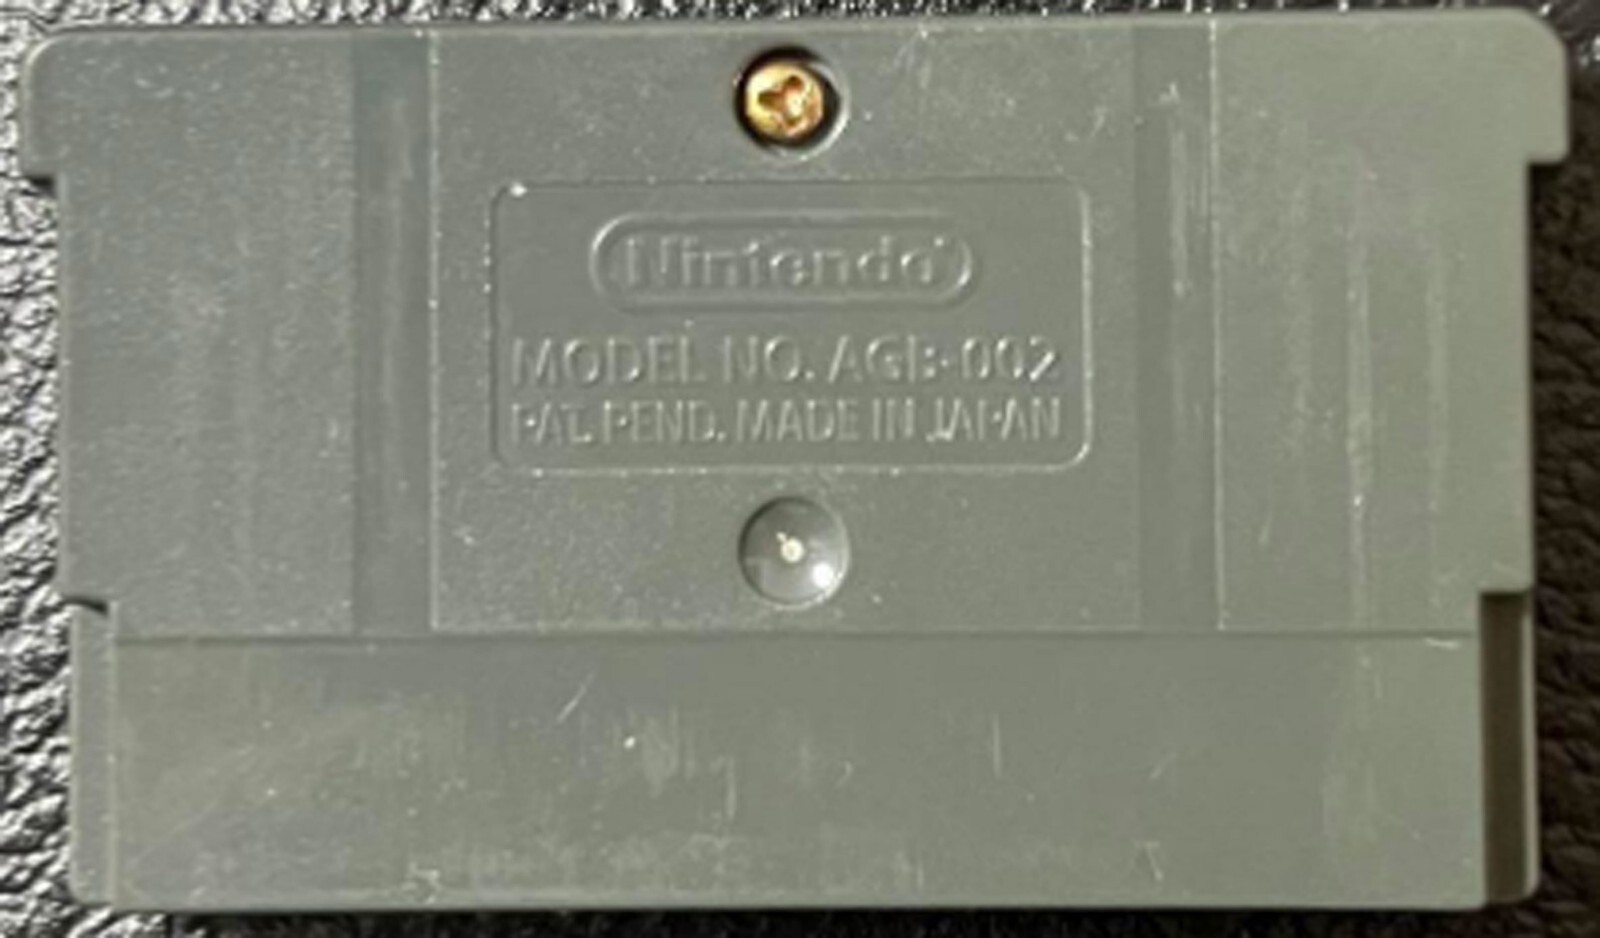 Nintendo
MODEL NO. AGB-002
PAT. PEND. MADE IN JAPAN